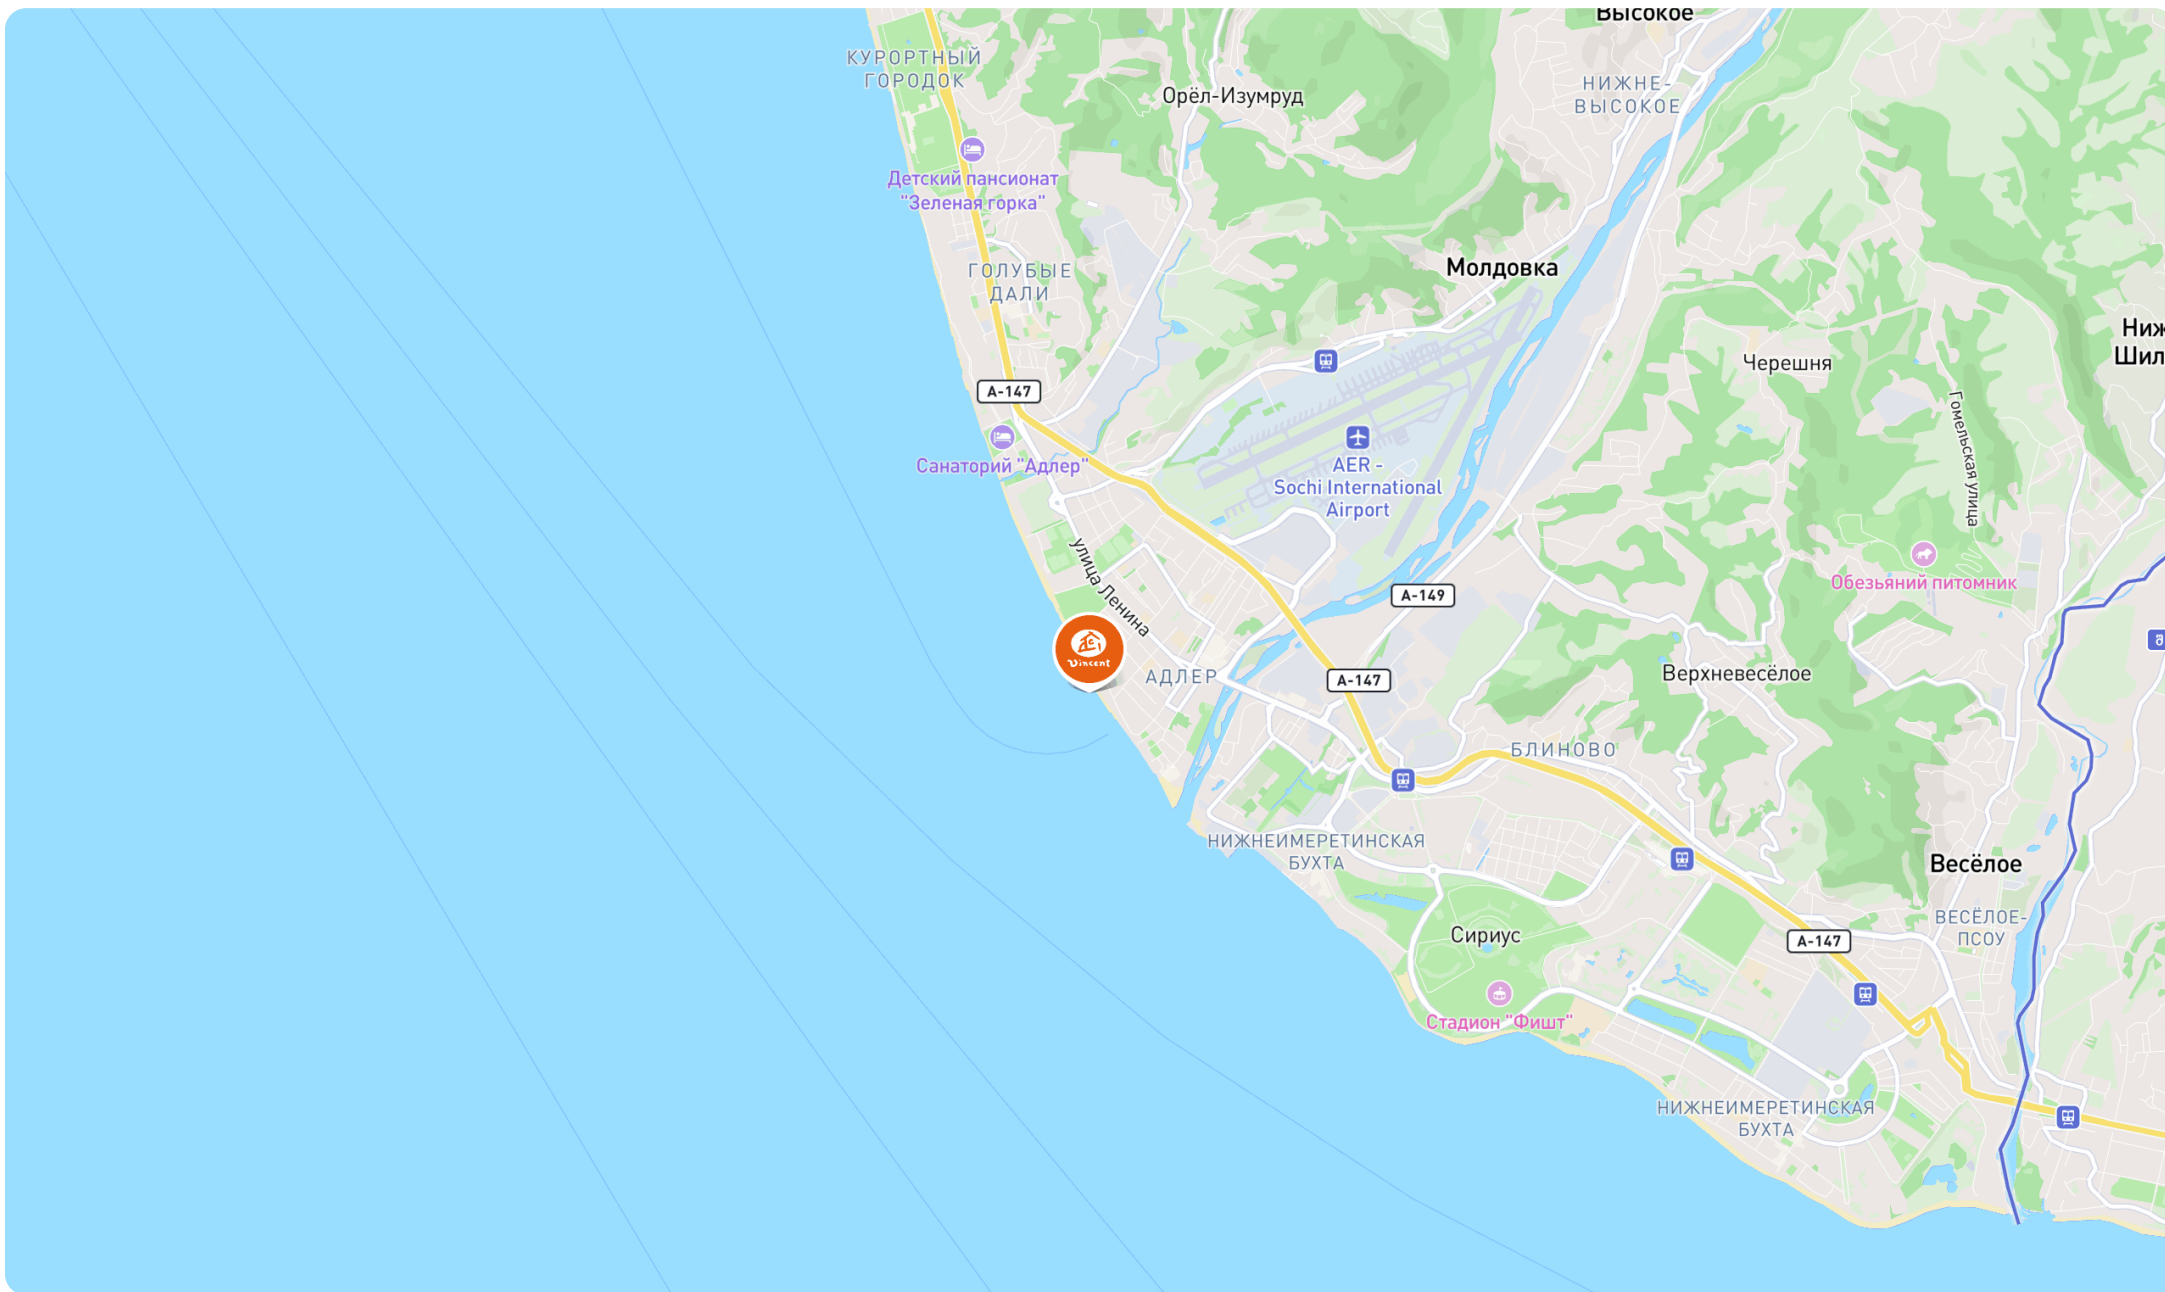 Высокое
КУРОРТНЫЙ
ГОРОДОК
Орёл-Изумруд
НИЖНЕ-
ВЫСОКОЕ
Детский пансионат
"Зеленая горка"
ГОЛУБЫЕ
ДАЛИ
Молдовка
Ниж
Шил
Черешня
А-147
Гомельская улица
Санаторий "Адлер"
AER -
Sochi International
Airport
улица Ленина
Обезьяний питомник
А-149
Vincent
АДЛЕР
А-147
Верхневесёлое
БЛИНОВО
НИЖНЕИМЕРЕТИНСКАЯ
БУХТА
Весёлое
Сириус
ВЕСЁЛОЕ-
ПСОУ
А-147
Стадион "Фишт"
НИЖНЕИМЕРЕТИНСКАЯ
БУХТА